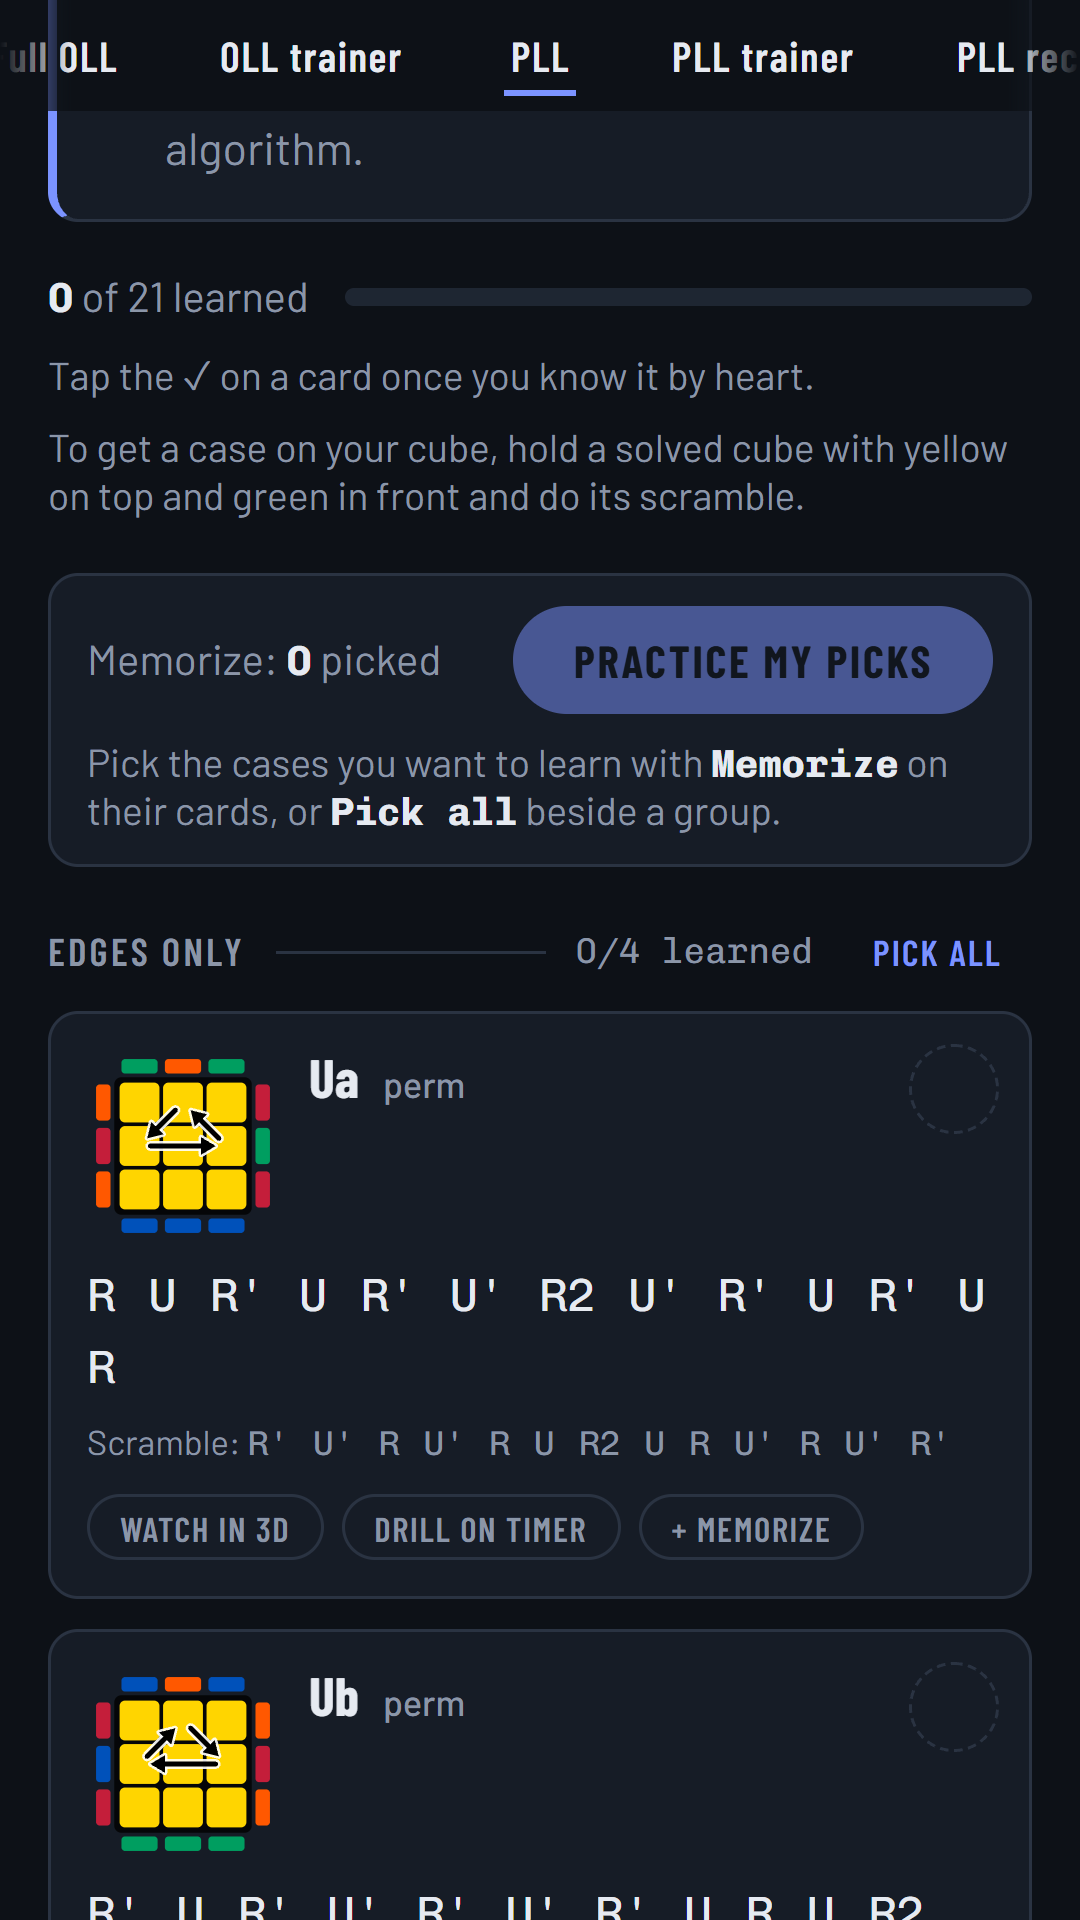 full OLL OLL trainer PLL PLL trainer PLL rec
algorithm.
0 of 21 learned
Tap the ✓ on a card once you know it by heart.
To get a case on your cube, hold a solved cube with yellow
on top and green in front and do its scramble.
Memorize: 0 picked PRACTICE MY PICKS
Pick the cases you want to learn with Memorize on
their cards, or Pick all beside a group.
EDGES ONLY 0/4 learned PICK ALL
Ua perm
R U R' U R' U' R2 U' R' U R' U
R
Scramble: R' U' R U' R U R2 U R U' R U' R'
WATCH IN 3D DRILL ON TIMER + MEMORIZE
Ub perm
R' U R' U' R' U' R' U R U R2